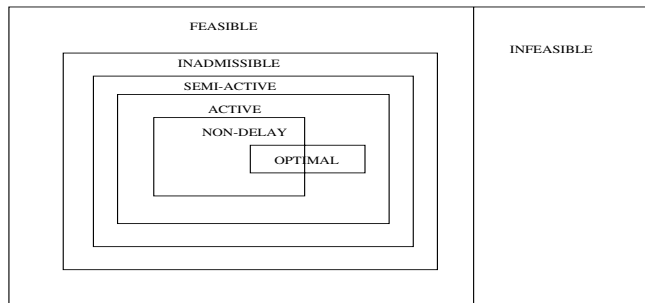 FEASIBLE
INFEASIBLE
INADMISSIBLE
SEMI-ACTIVE
ACTIVE
NON-DELAY
OPTIMAL